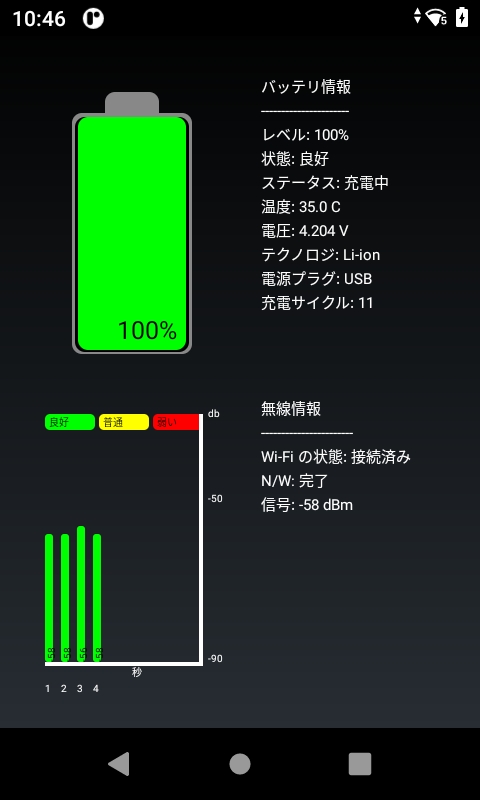 10:46
5
バッテリ情報
----------------------
レベル: 100%
状態: 良好
ステータス: 充電中
温度: 35.0 C
電圧: 4.204 V
テクノロジ: Li-ion
電源プラグ: USB
充電サイクル: 11
100%
無線情報
-----------------------
Wi-Fi の状態: 接続済み
N/W: 完了
信号: -58 dBm
良好 普通 弱い db
-50
-58 -58 -56 -58
-90
秒
1 2 3 4